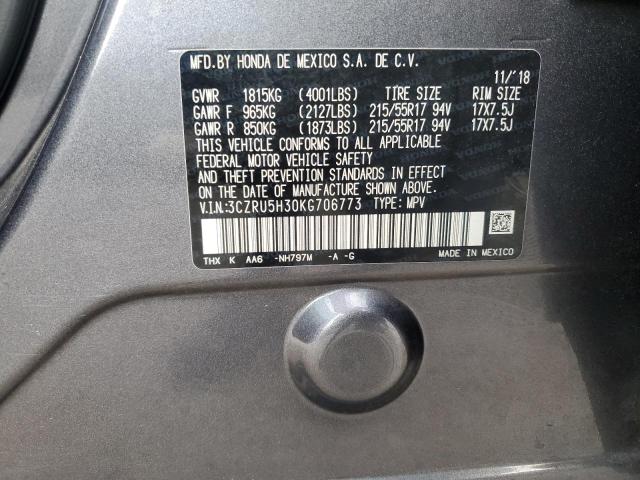 MFD.BY HONDA DE MEXICO S.A. DE C.V.
11/'18
GVWR 1815KG (4001LBS) TIRE SIZE RIM SIZE
GAWR F 965KG (2127LBS) 215/55R17 94V 17X7.5J
GAWR R 850KG (1873LBS) 215/55R17 94V 17X7.5J
THIS VEHICLE CONFORMS TO ALL APPLICABLE
FEDERAL MOTOR VEHICLE SAFETY
AND THEFT PREVENTION STANDARDS IN EFFECT
ON THE DATE OF MANUFACTURE SHOWN ABOVE.
V.I.N:3CZRU5H30KG706773 TYPE: MPV
THX K AA6 -NH797M -A -G MADE IN MEXICO